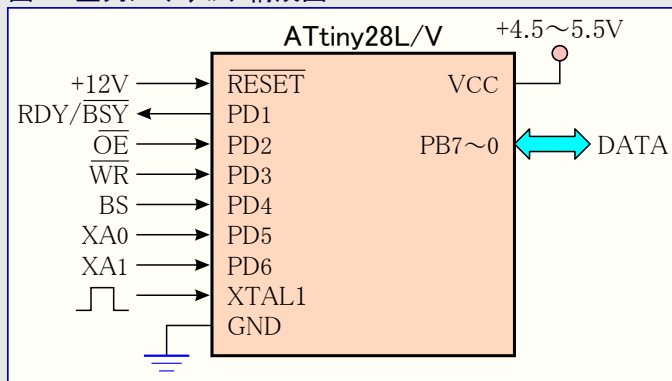 ATtiny28L/V
+4.5～5.5V
+12V
RESET
VCC
RDY/BSY
PD1
OE
PD2
PB7～0
DATA
WR
PD3
BS
PD4
XA0
PD5
XA1
PD6
XTAL1
GND